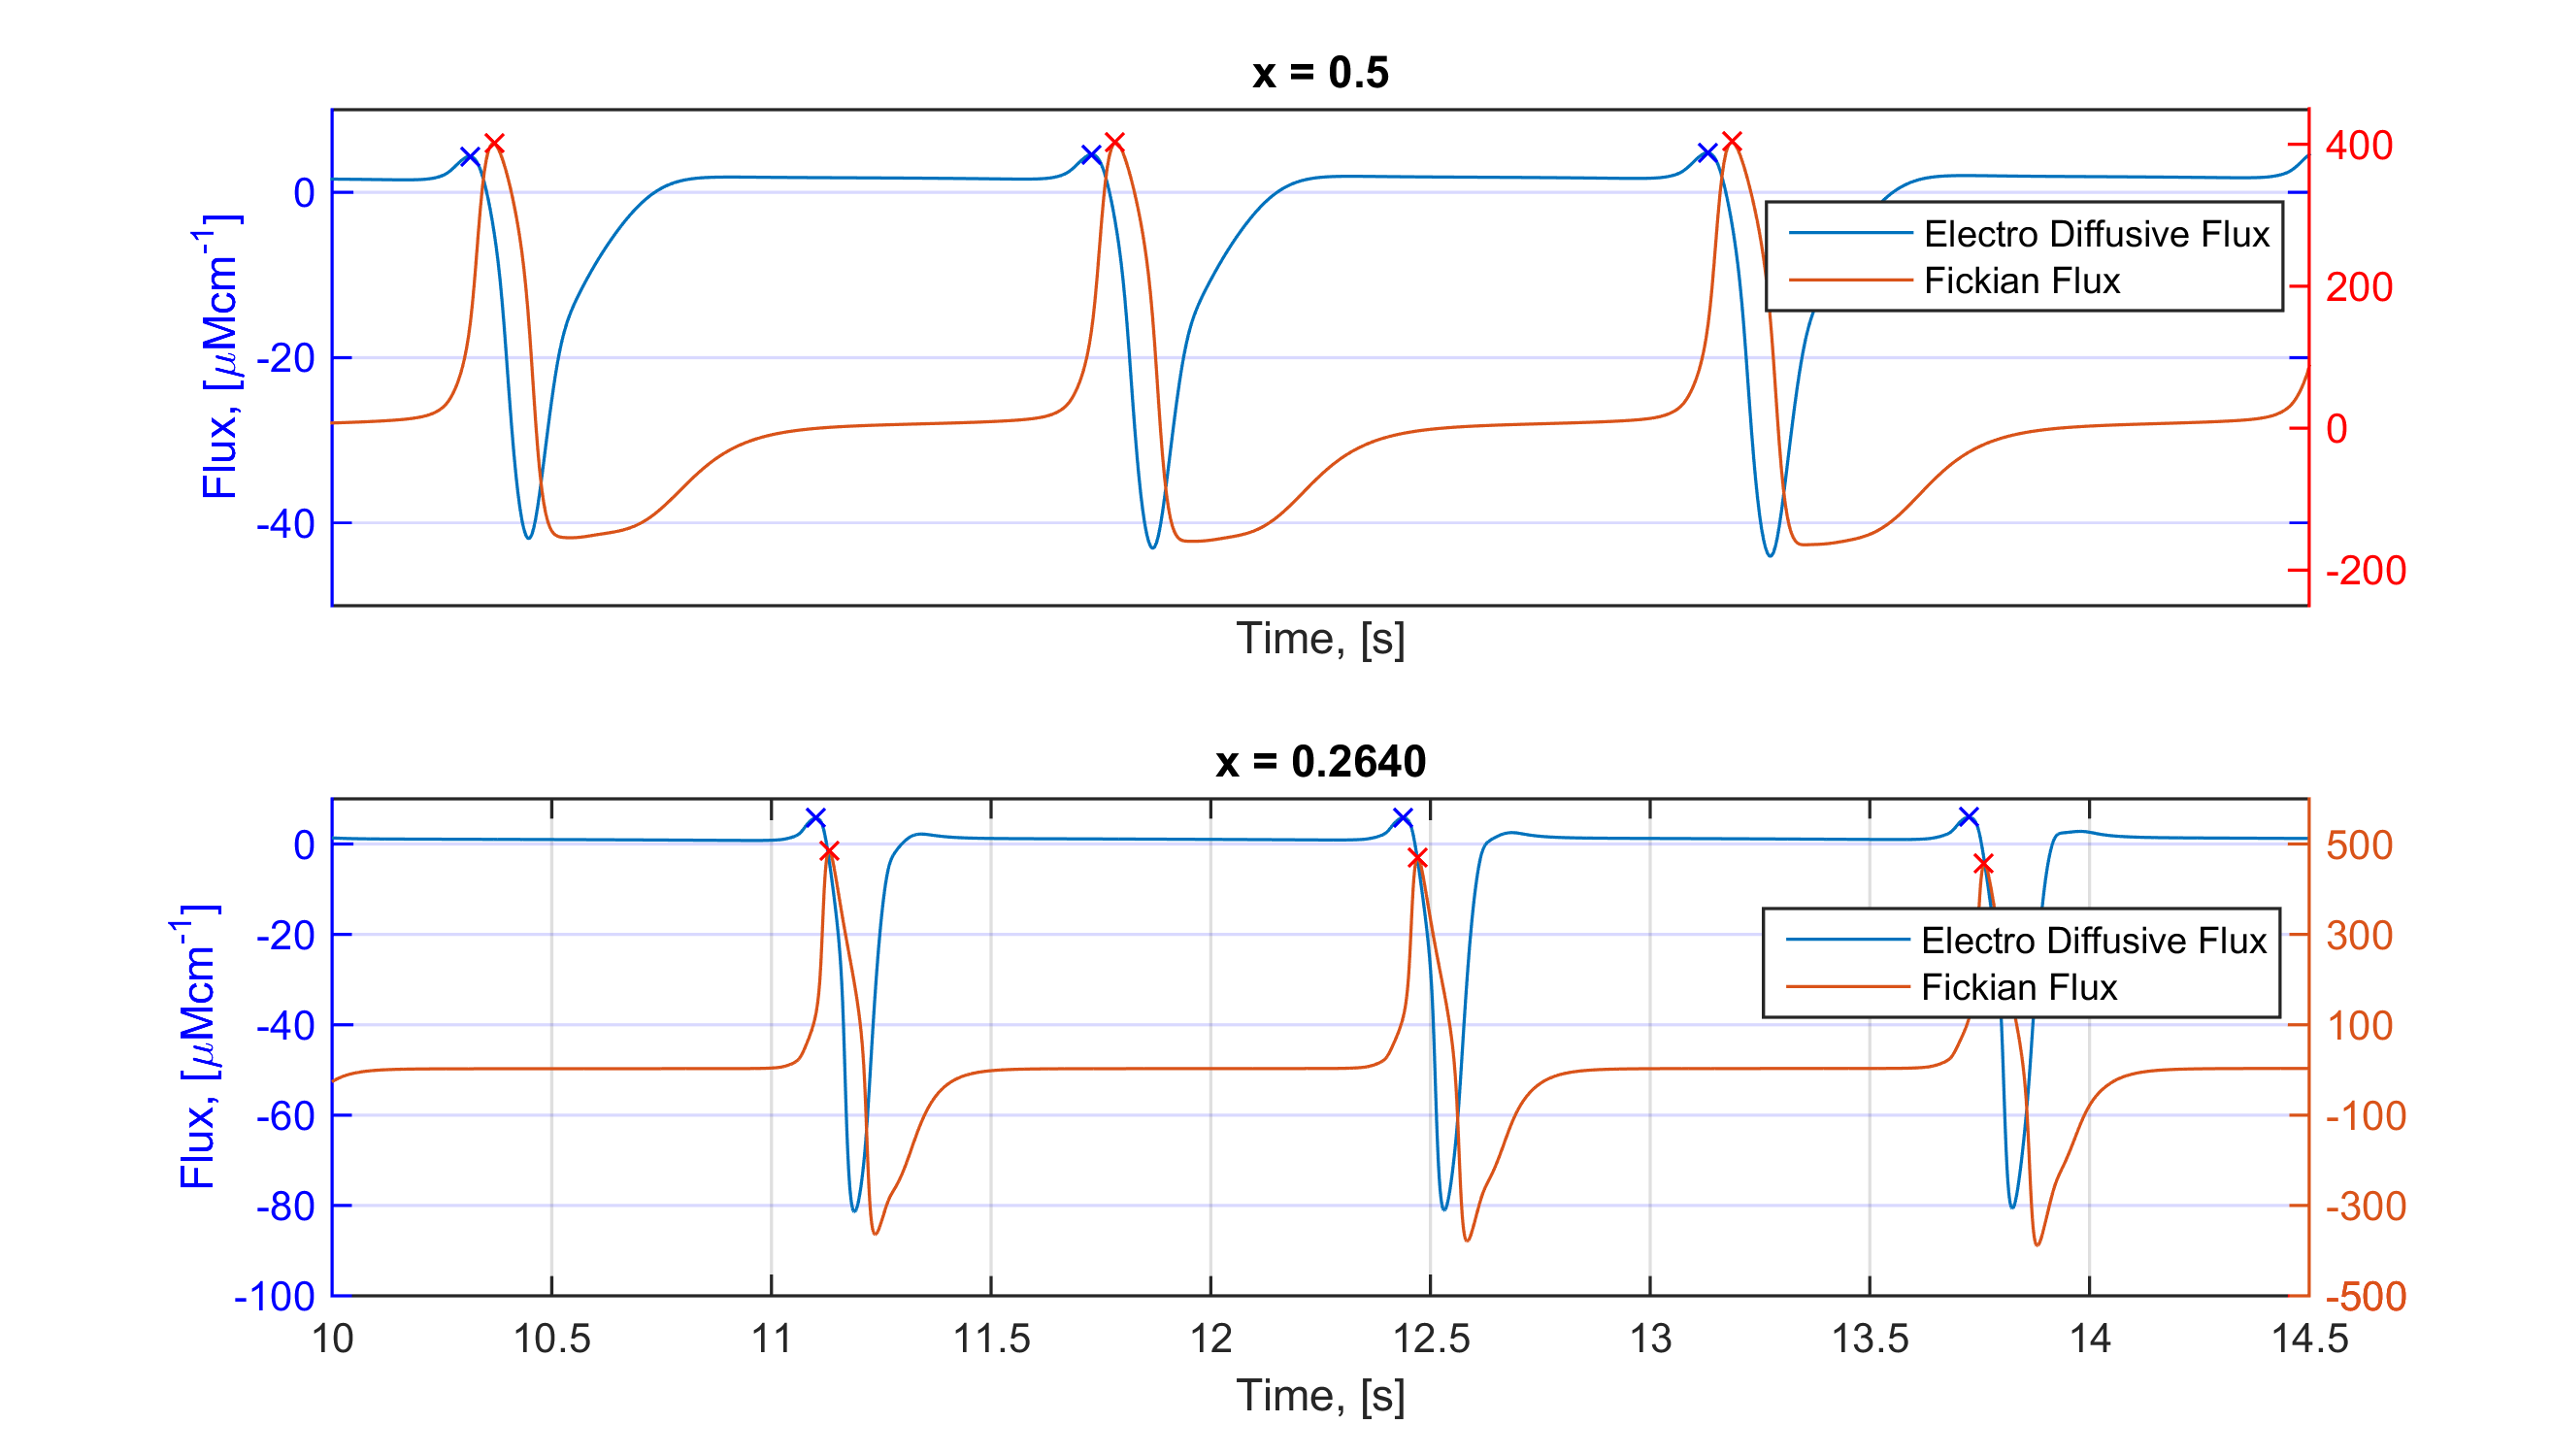 x = 0.5
0
-20
-40
Flux, [μMcm-1]
400
200
0
-200
Electro Diffusive Flux
Fickian Flux
Time, [s]
x = 0.2640
0
-20
-40
-60
-80
-100
Flux, [μMcm-1]
500
300
100
-100
-300
-500
Electro Diffusive Flux
Fickian Flux
10 10.5 11 11.5 12 12.5 13 13.5 14 14.5
Time, [s]